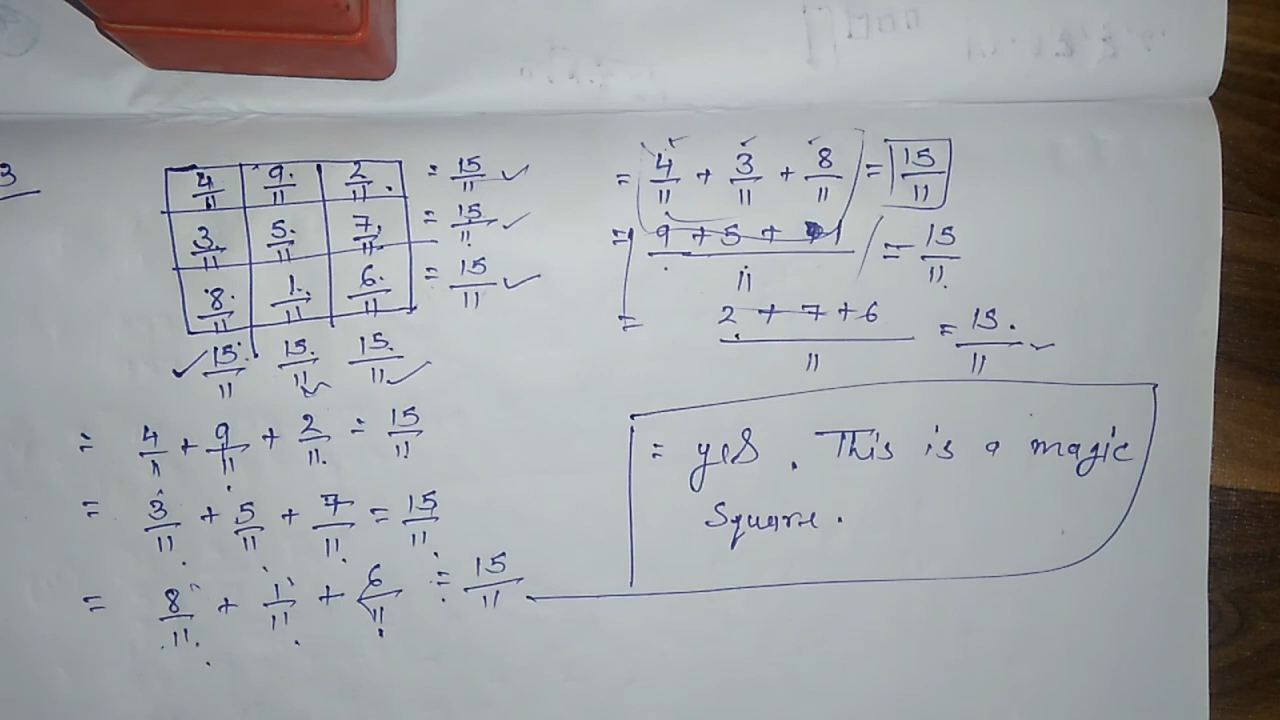 3
4/11 9/11 2/11 = 15/11 ✓
3/11 5/11 7/11 = 15/11 ✓
8/11 1/11 6/11 = 15/11 ✓
✓ 15/11 15/11 ✓ 15/11 ✓
= 4/11 + 9/11 + 2/11 = 15/11
= 3/11 + 5/11 + 7/11 = 15/11
= 8/11 + 1/11 + 6/11 = 15/11
= 4/11 + 3/11 + 8/11 = 15/11
= 9 + 5 + 1 / 11 = 15/11
= 2 + 7 + 6 / 11 = 15/11 ✓
= yes. This is a magic
Square.